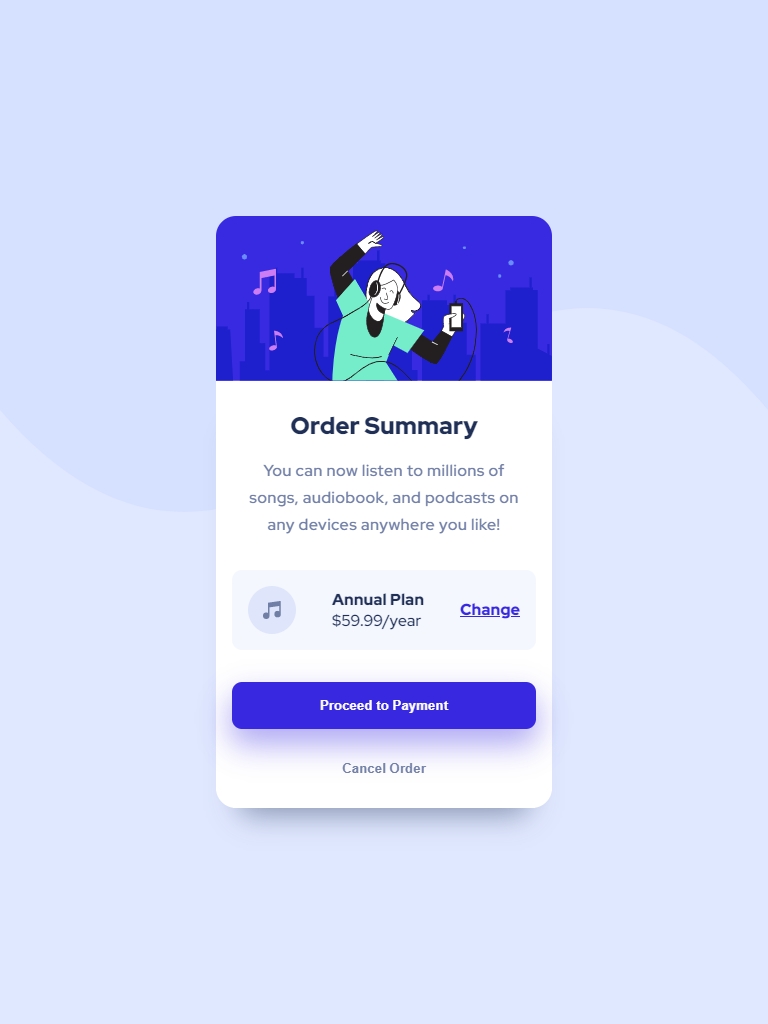 Order Summary
You can now listen to millions of
songs, audiobook, and podcasts on
any devices anywhere you like!
Annual Plan
$59.99/year
Change
Proceed to Payment
Cancel Order